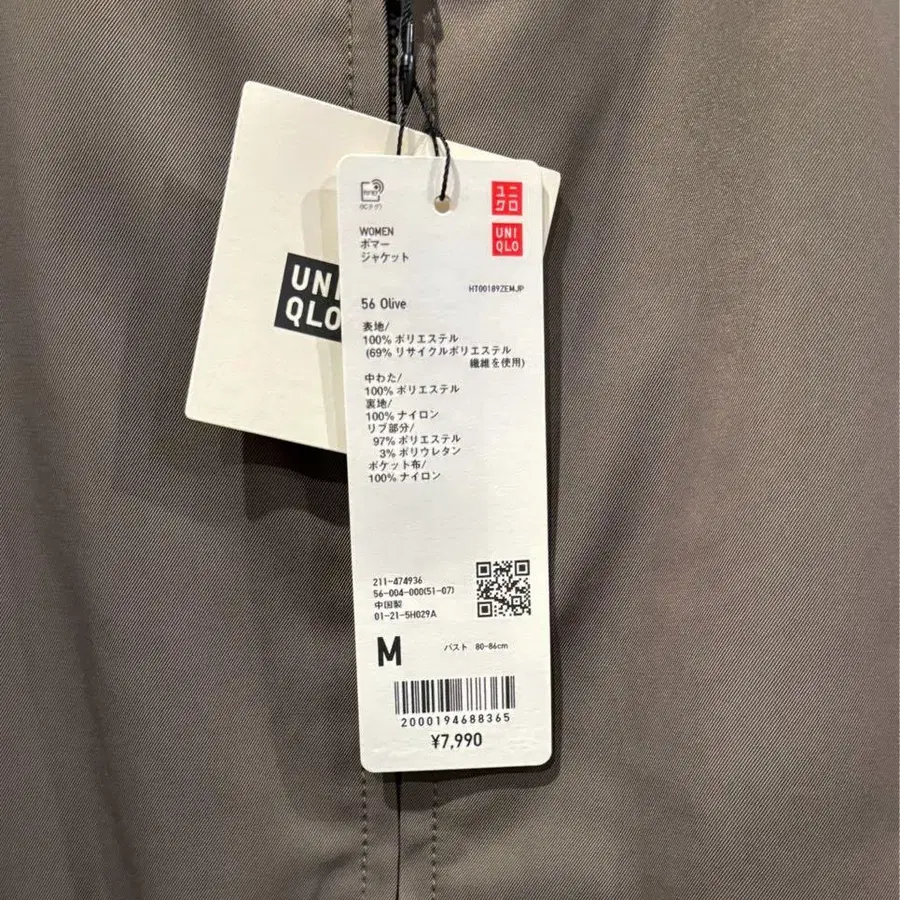 UNI
QLO
ユニ
クロ
UNI
QLO
WOMEN
ボマー
ジャケット
HT00189ZEMJP
56 Olive
表地/
100% ポリエステル
(69% リサイクルポリエステル
繊維を使用)
中わた/
100% ポリエステル
裏地/
100% ナイロン
リブ部分/
97% ポリエステル
3% ポリウレタン
ポケット布/
100% ナイロン
211-474936
56-004-000(51-07)
中国製
01-21-5H029A
M バスト 80-86cm
2000194688365
¥7,990